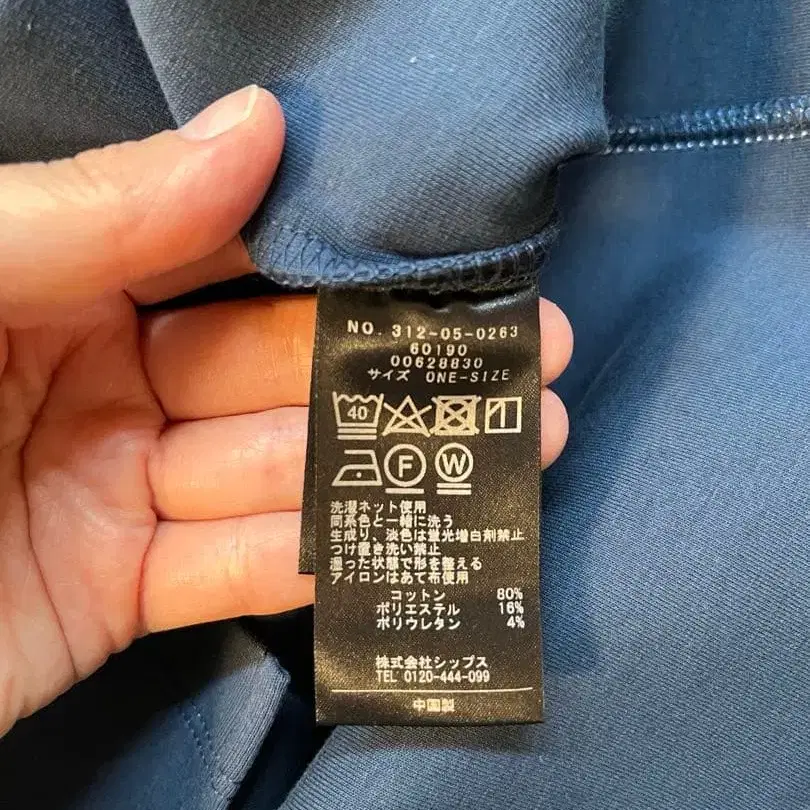 NO. 312-05-0263
60190
00628830
サイズ ONE-SIZE
40
F W
洗濯ネット使用
同系色と一緒に洗う
生成り、淡色は蛍光増白剤禁止
つけ置き洗い禁止
湿った状態で形を整える
アイロンはあて布使用
コットン 80%
ポリエステル 16%
ポリウレタン 4%
株式会社シップス
TEL 0120-444-099
中国製